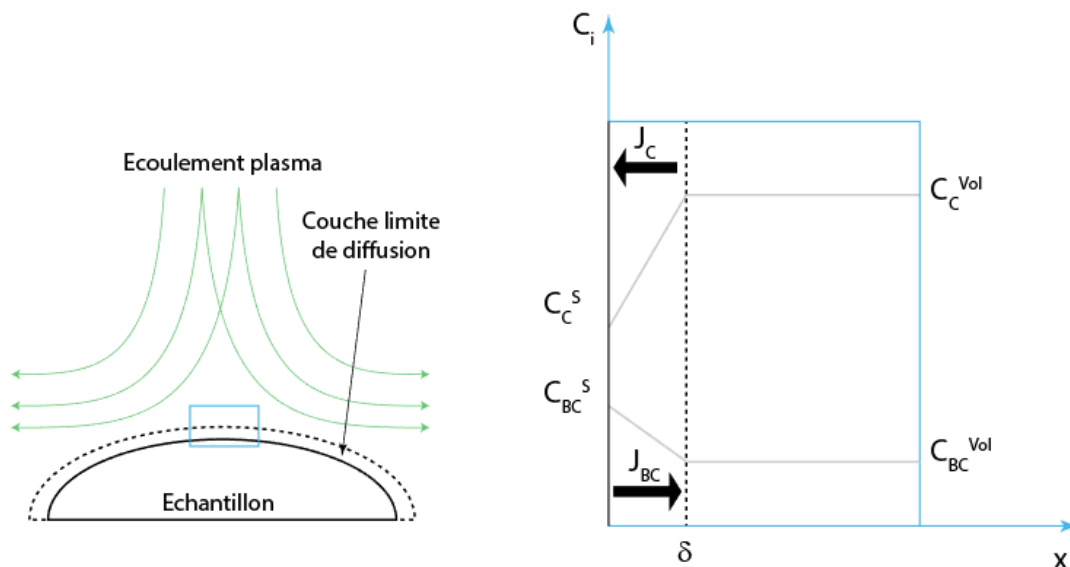 Ecoulement plasma
Couche limite
de diffusion
Echantillon
C_i
J_C
C_C^Vol
C_C^S
C_BC^S
J_BC
C_BC^Vol
δ
x